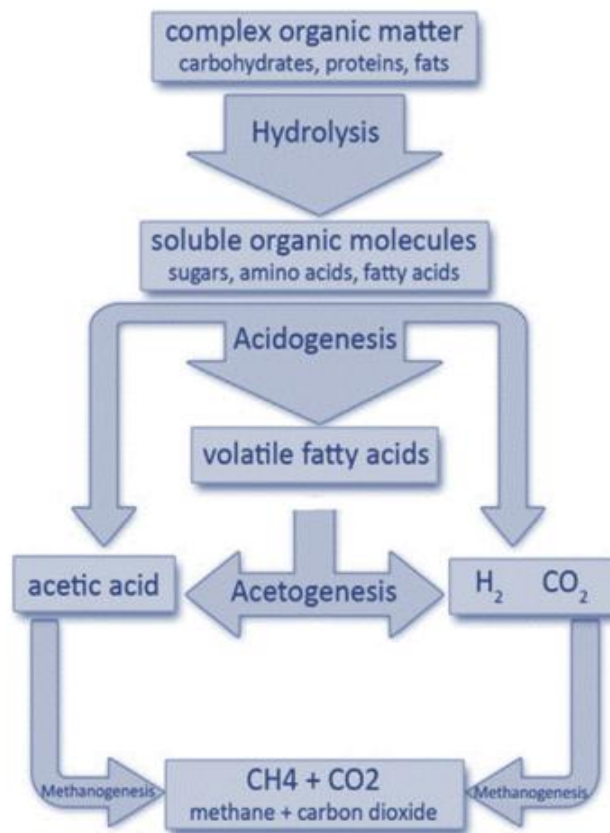 complex organic matter
carbohydrates, proteins, fats
Hydrolysis
soluble organic molecules
sugars, amino acids, fatty acids
Acidogenesis
volatile fatty acids
acetic acid
Acetogenesis
H₂ CO₂
Methanogenesis
CH4 + CO2
methane + carbon dioxide
Methanogenesis